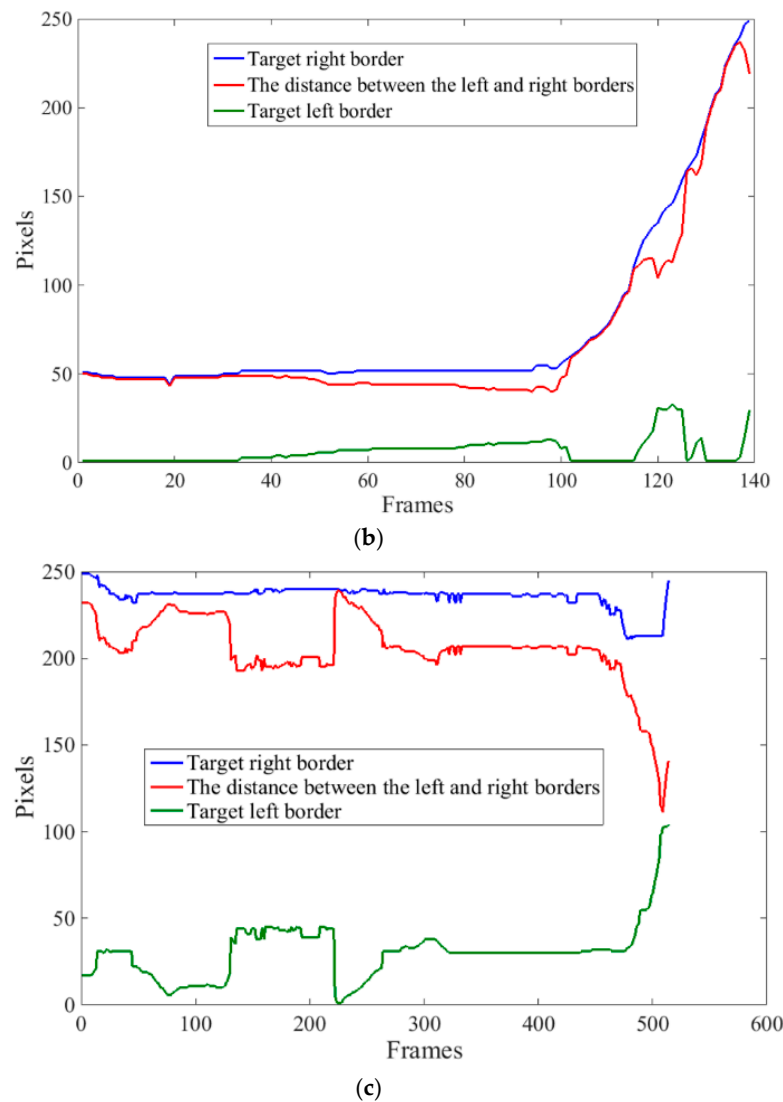 250
200
150
100
50
0
Pixels
Target right border
The distance between the left and right borders
Target left border
0 20 40 60 80 100 120 140
Frames
(b)
250
200
150
100
50
0
Pixels
Target right border
The distance between the left and right borders
Target left border
0 100 200 300 400 500 600
Frames
(c)